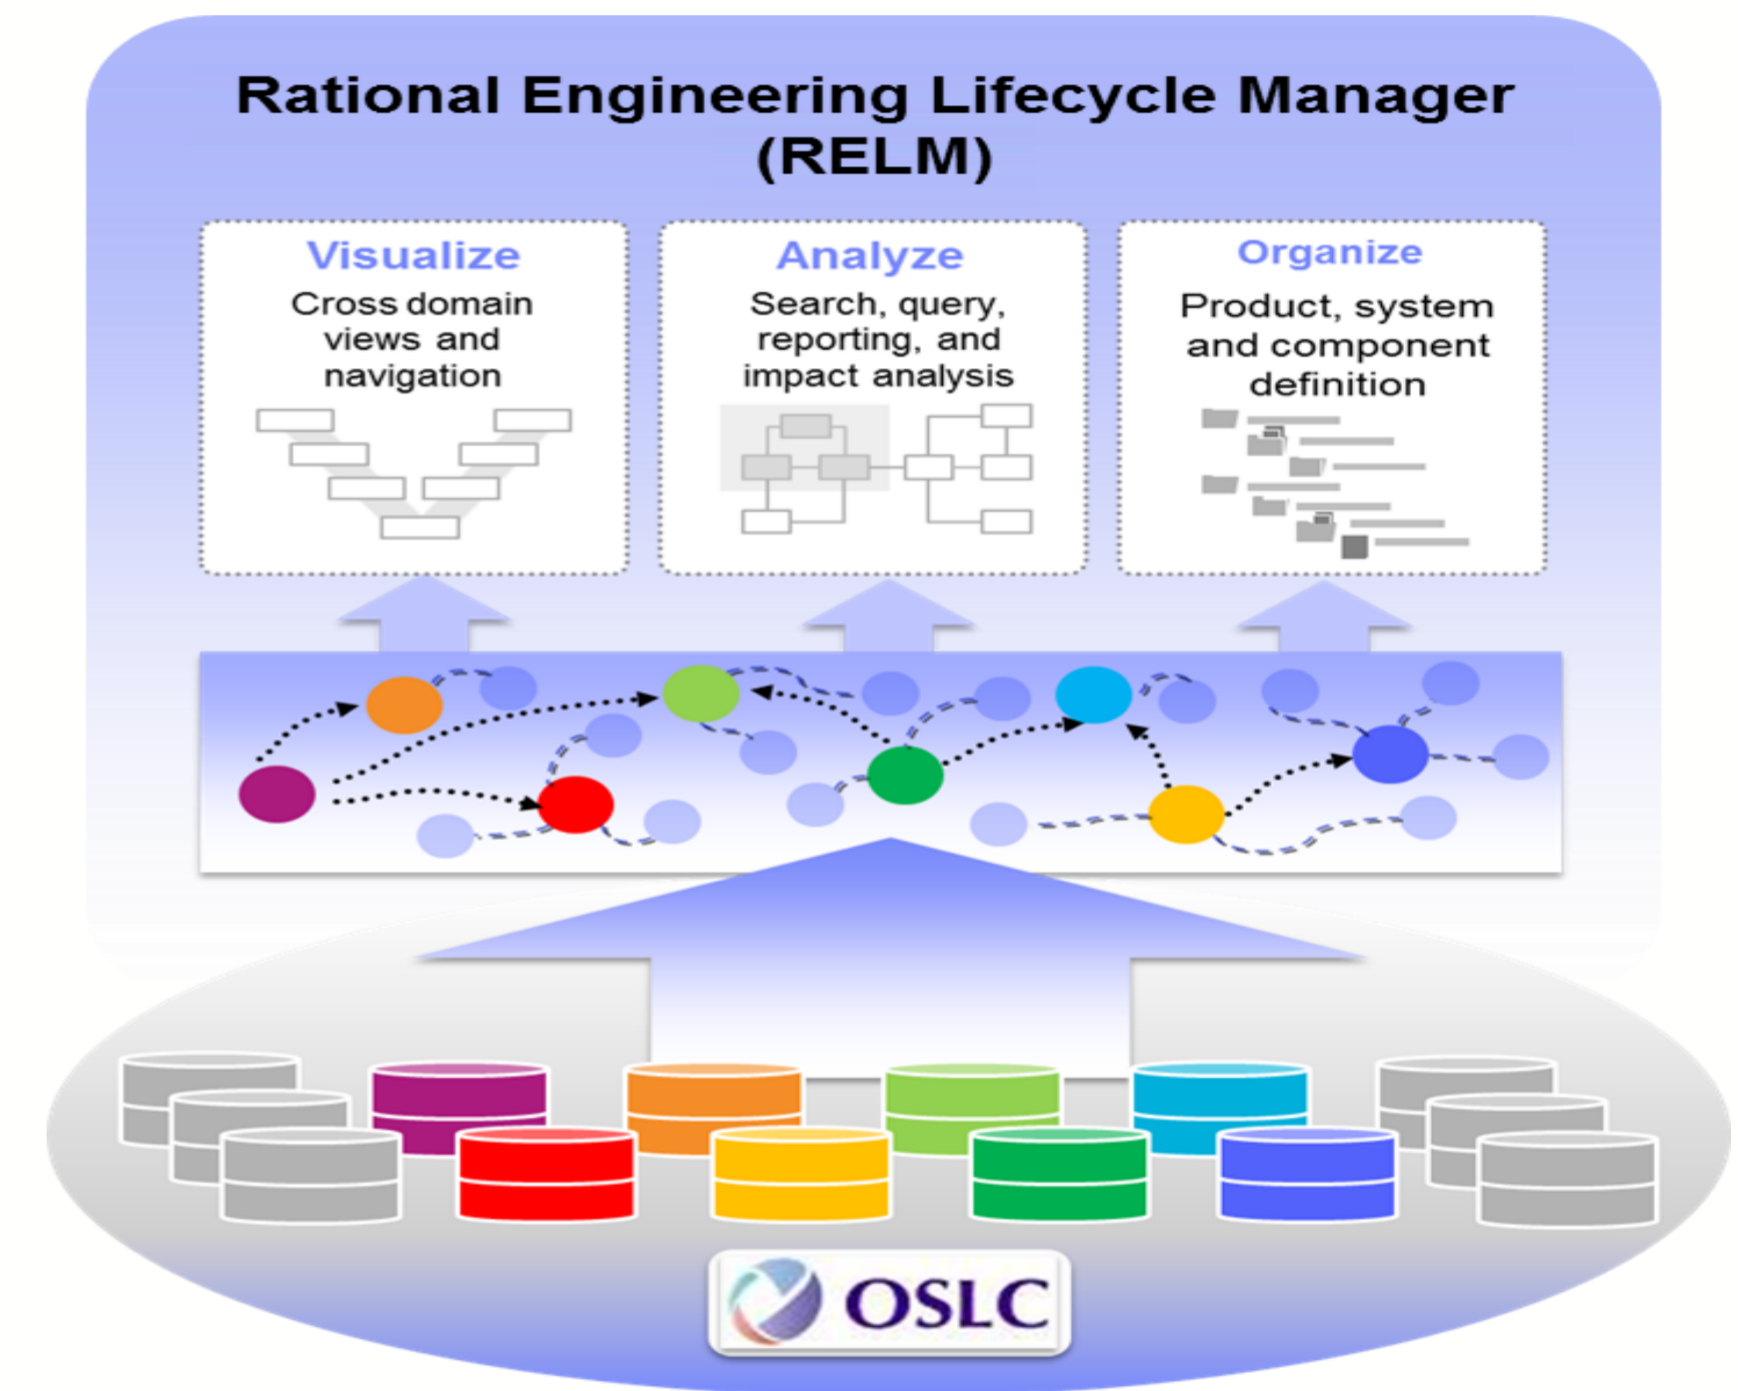 Rational Engineering Lifecycle Manager
(RELM)
Visualize
Cross domain
views and
navigation
Analyze
Search, query,
reporting, and
impact analysis
Organize
Product, system
and component
definition
OSLC